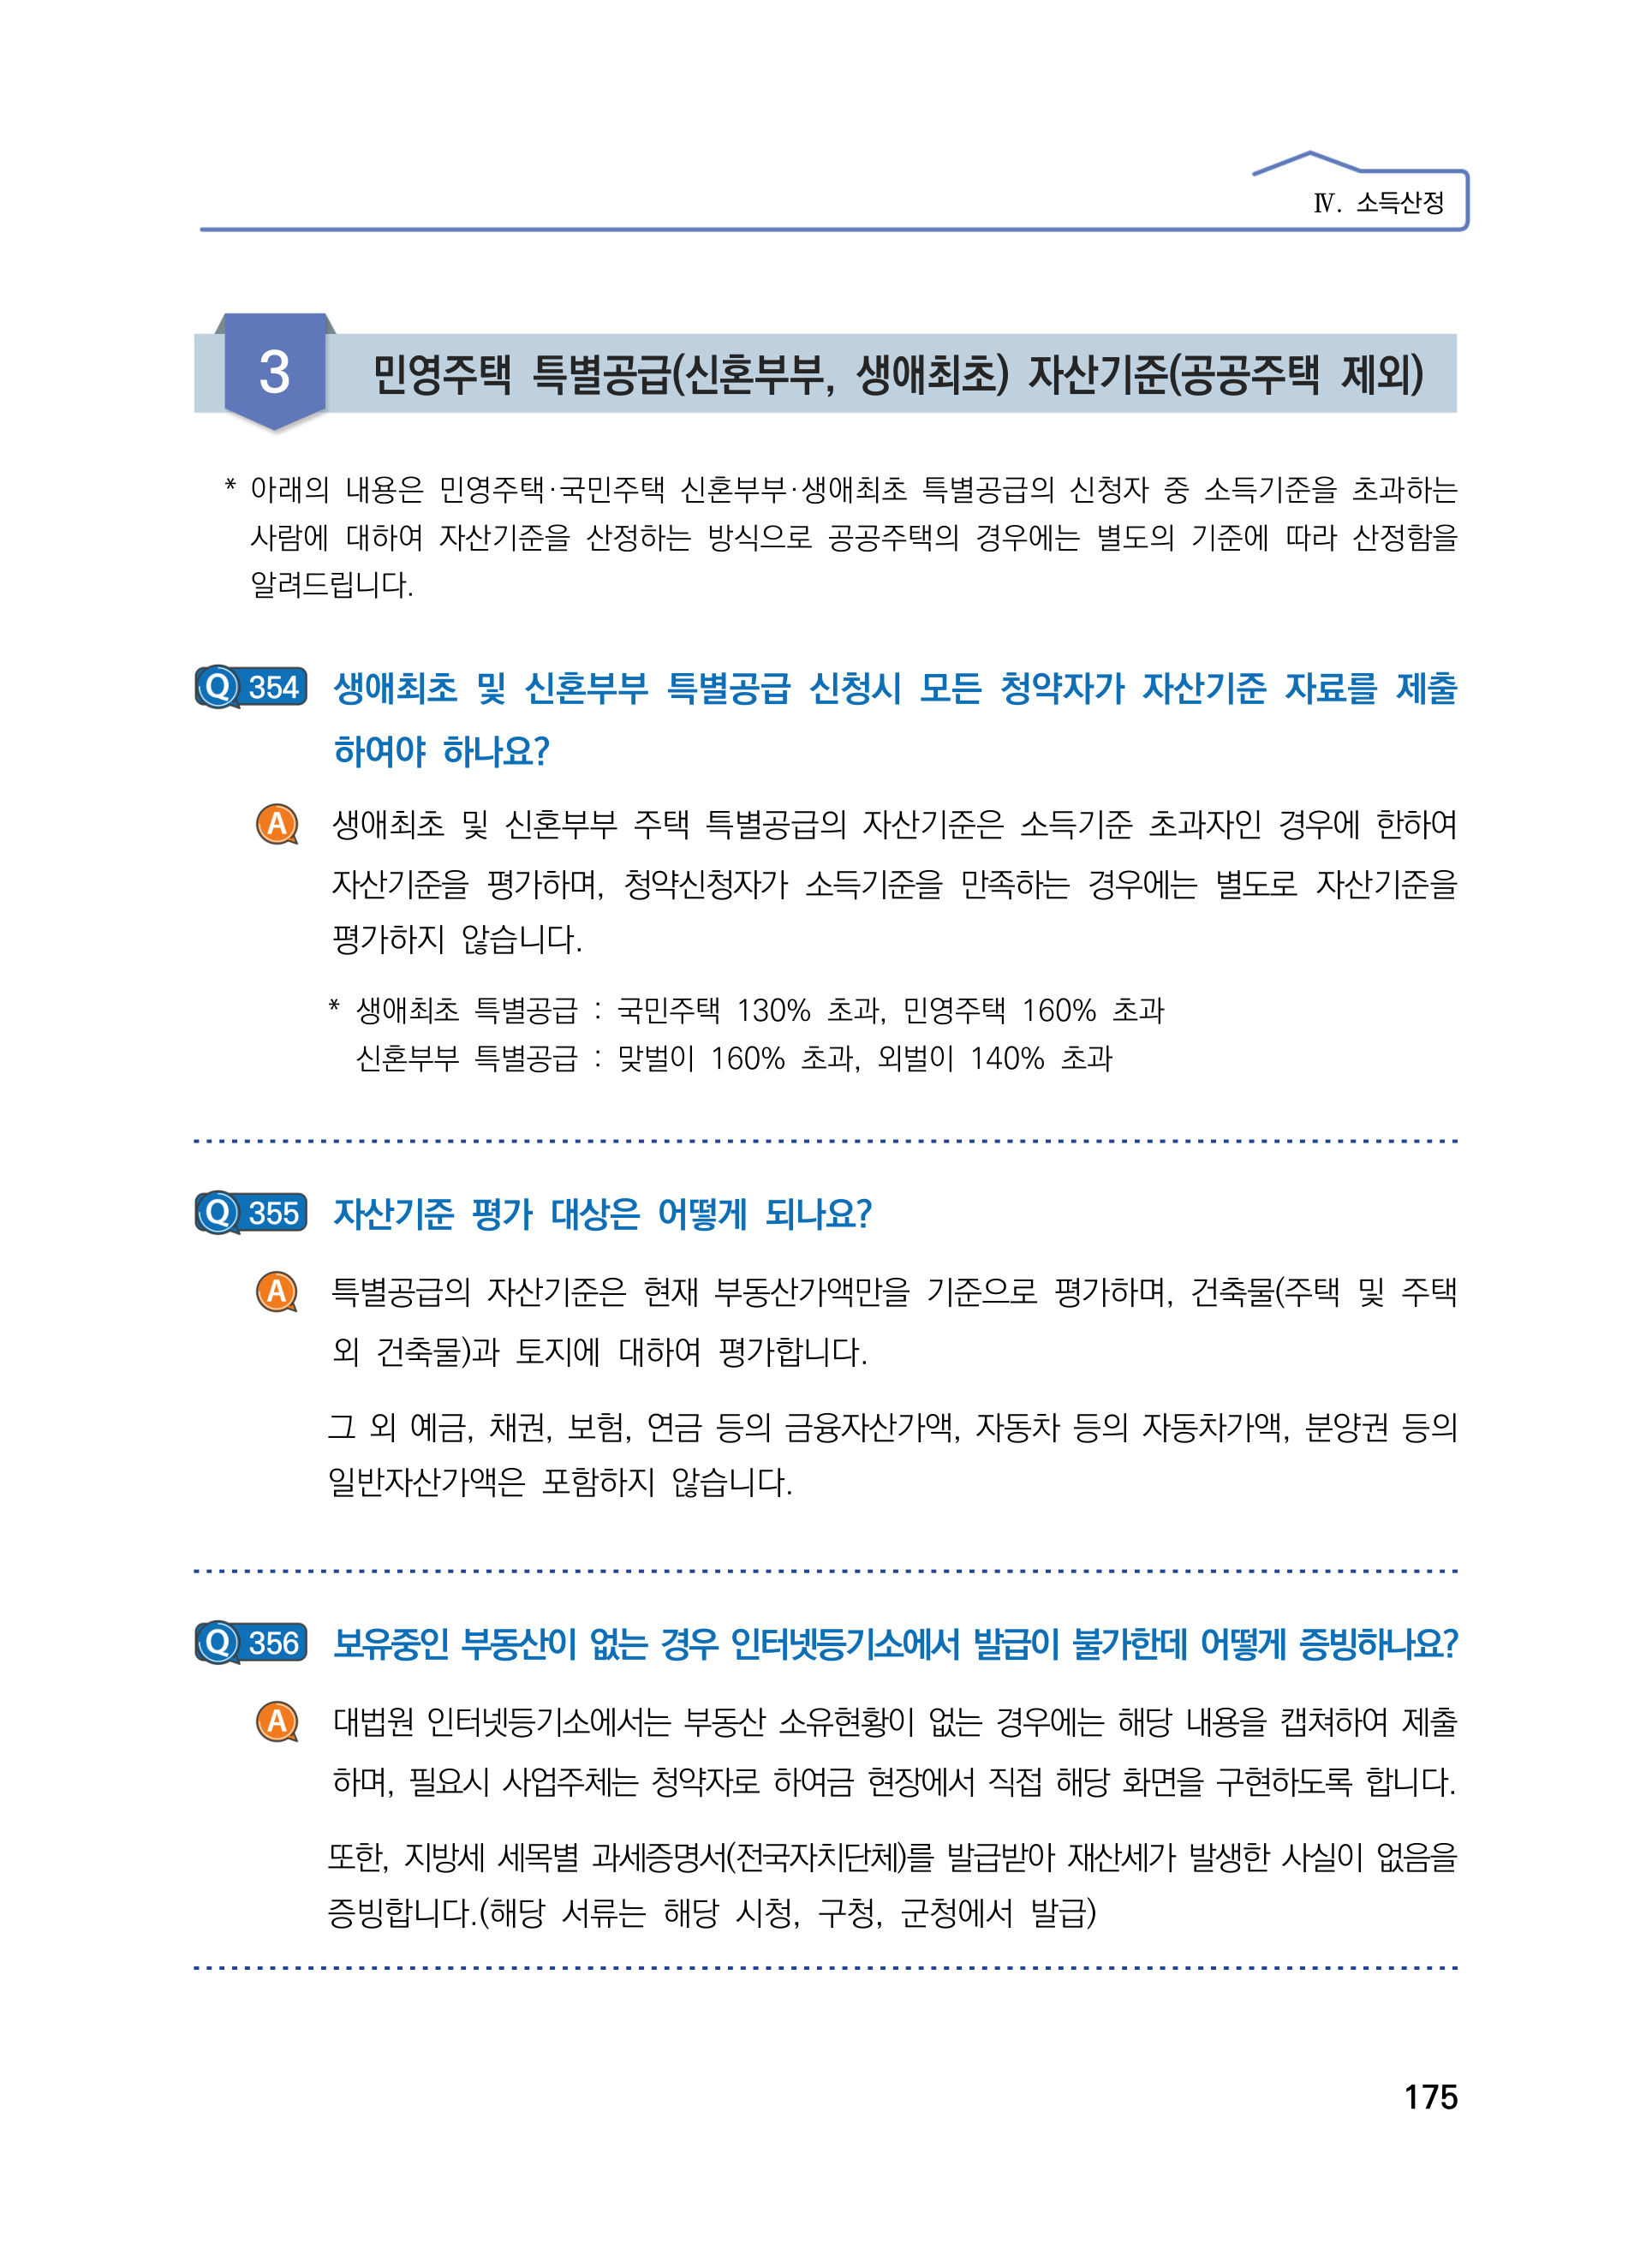 Ⅳ. 소득산정
3
민영주택 특별공급(신혼부부, 생애최초) 자산기준(공공주택 제외)
* 아래의 내용은 민영주택·국민주택 신혼부부·생애최초 특별공급의 신청자 중 소득기준을 초과하는
사람에 대하여 자산기준을 산정하는 방식으로 공공주택의 경우에는 별도의 기준에 따라 산정함을
알려드립니다.
Q 354 생애최초 및 신혼부부 특별공급 신청시 모든 청약자가 자산기준 자료를 제출
하여야 하나요?
A 생애최초 및 신혼부부 주택 특별공급의 자산기준은 소득기준 초과자인 경우에 한하여
자산기준을 평가하며, 청약신청자가 소득기준을 만족하는 경우에는 별도로 자산기준을
평가하지 않습니다.
* 생애최초 특별공급 : 국민주택 130% 초과, 민영주택 160% 초과
신혼부부 특별공급 : 맞벌이 160% 초과, 외벌이 140% 초과
Q 355 자산기준 평가 대상은 어떻게 되나요?
A 특별공급의 자산기준은 현재 부동산가액만을 기준으로 평가하며, 건축물(주택 및 주택
외 건축물)과 토지에 대하여 평가합니다.
그 외 예금, 채권, 보험, 연금 등의 금융자산가액, 자동차 등의 자동차가액, 분양권 등의
일반자산가액은 포함하지 않습니다.
Q 356 보유중인 부동산이 없는 경우 인터넷등기소에서 발급이 불가한데 어떻게 증빙하나요?
A 대법원 인터넷등기소에서는 부동산 소유현황이 없는 경우에는 해당 내용을 캡쳐하여 제출
하며, 필요시 사업주체는 청약자로 하여금 현장에서 직접 해당 화면을 구현하도록 합니다.
또한, 지방세 세목별 과세증명서(전국자치단체)를 발급받아 재산세가 발생한 사실이 없음을
증빙합니다.(해당 서류는 해당 시청, 구청, 군청에서 발급)
175